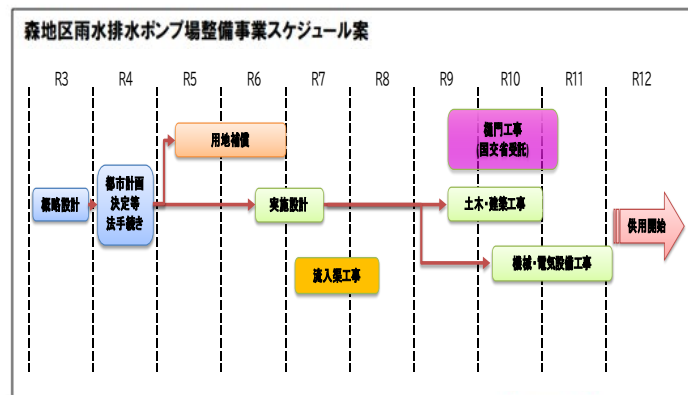 森地区雨水排水ポンプ場整備事業スケジュール案
R3 R4 R5 R6 R7 R8 R9 R10 R11 R12
樋門工事
(国交省受託)
用地補償
都市計画
決定等
法手続き
概略設計
実施設計
土木・建築工事
供用開始
機械・電気設備工事
流入渠工事